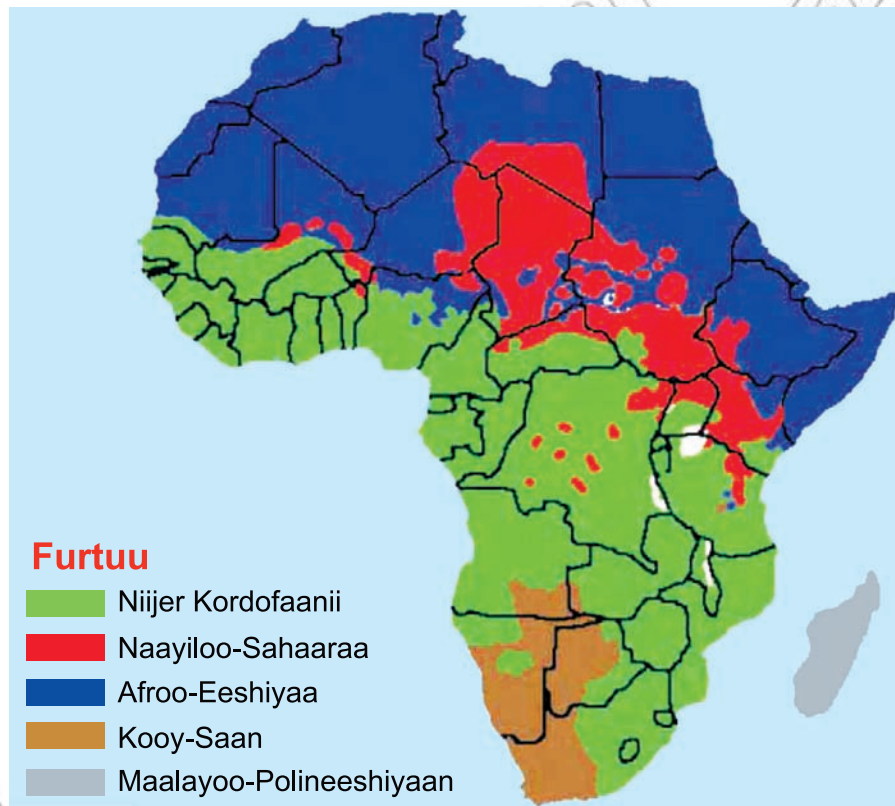 Furtuu
Niijer Kordofaanii
Naayiloo-Sahaaraa
Afroo-Eeshiyaa
Kooy-Saan
Maalayoo-Polineeshiyaan